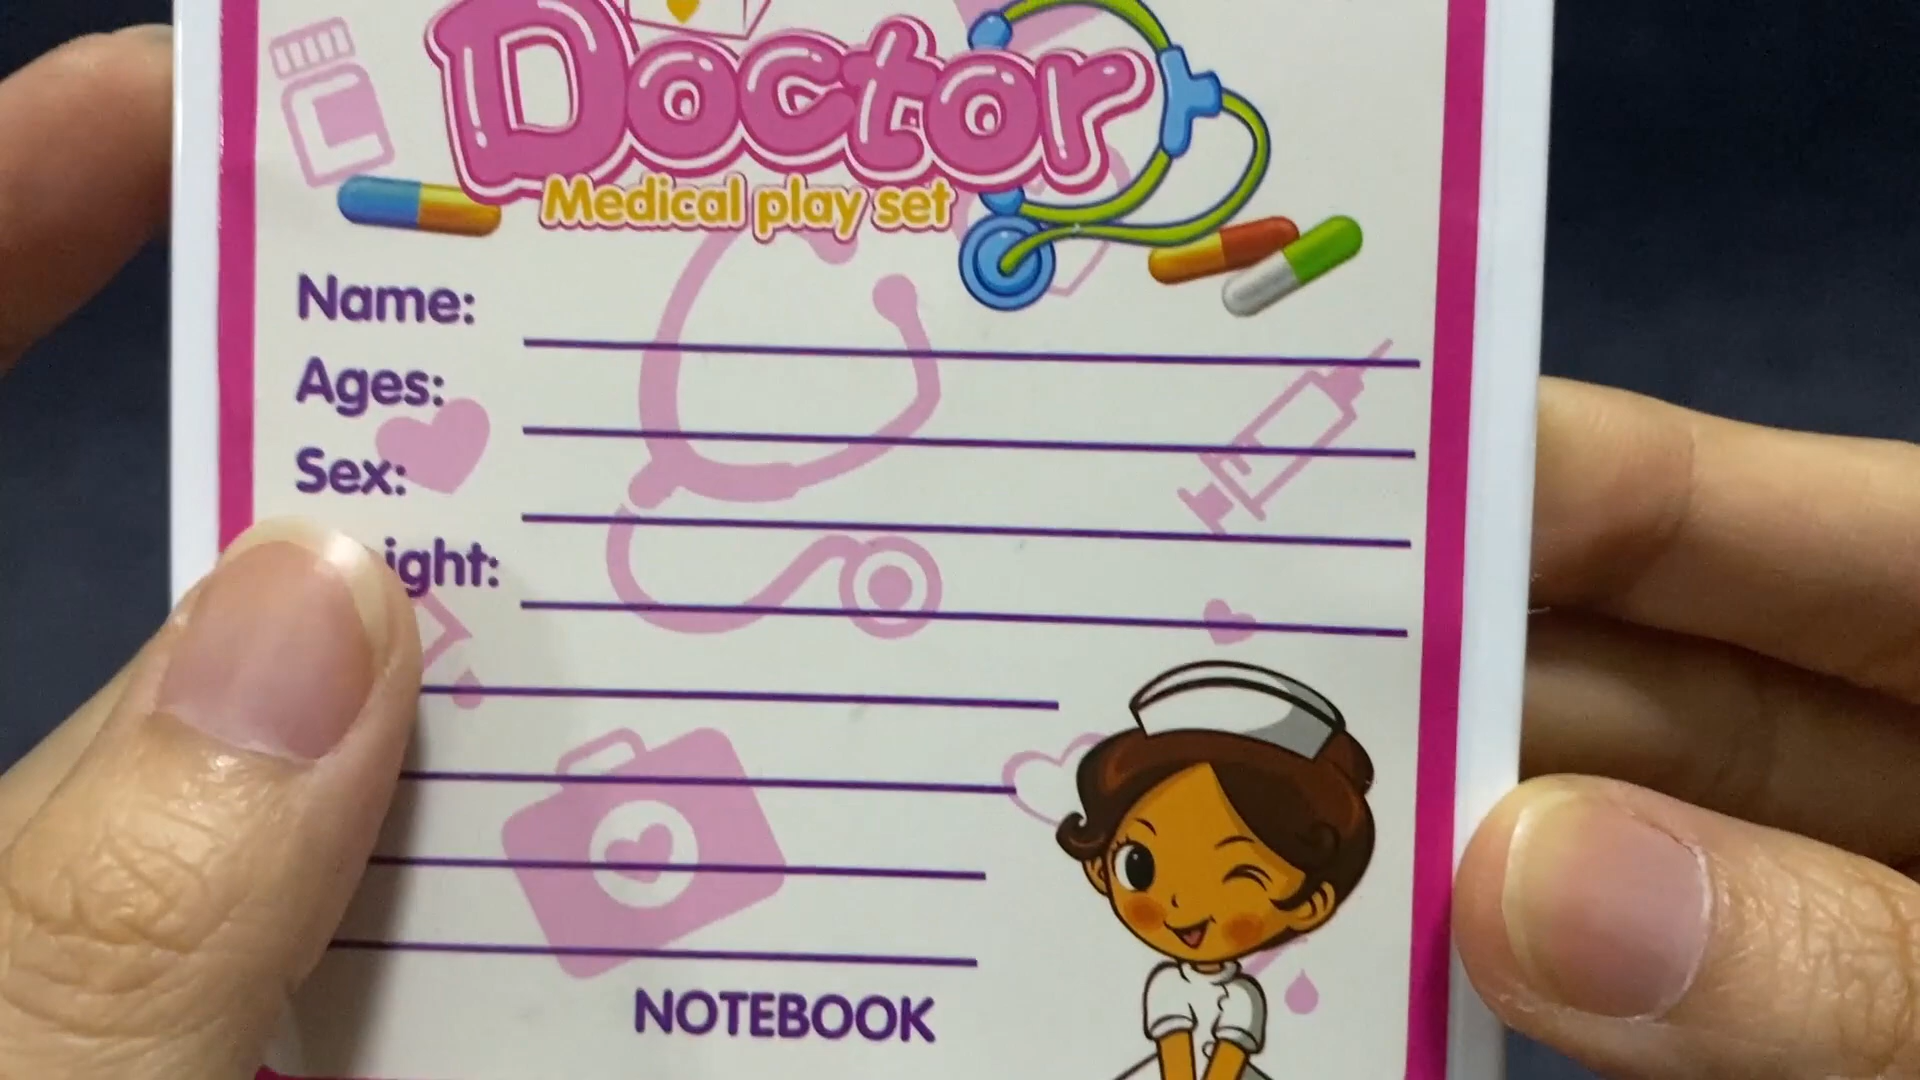 Doctor
Medical play set
Name:
Ages:
Sex:
NOTEBOOK